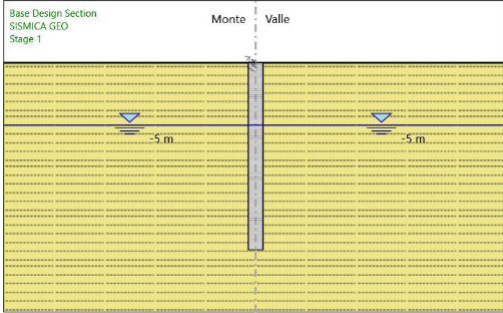 Base Design Section
SISMICA GEO
Stage 1
Monte Valle
-5 m
-5 m